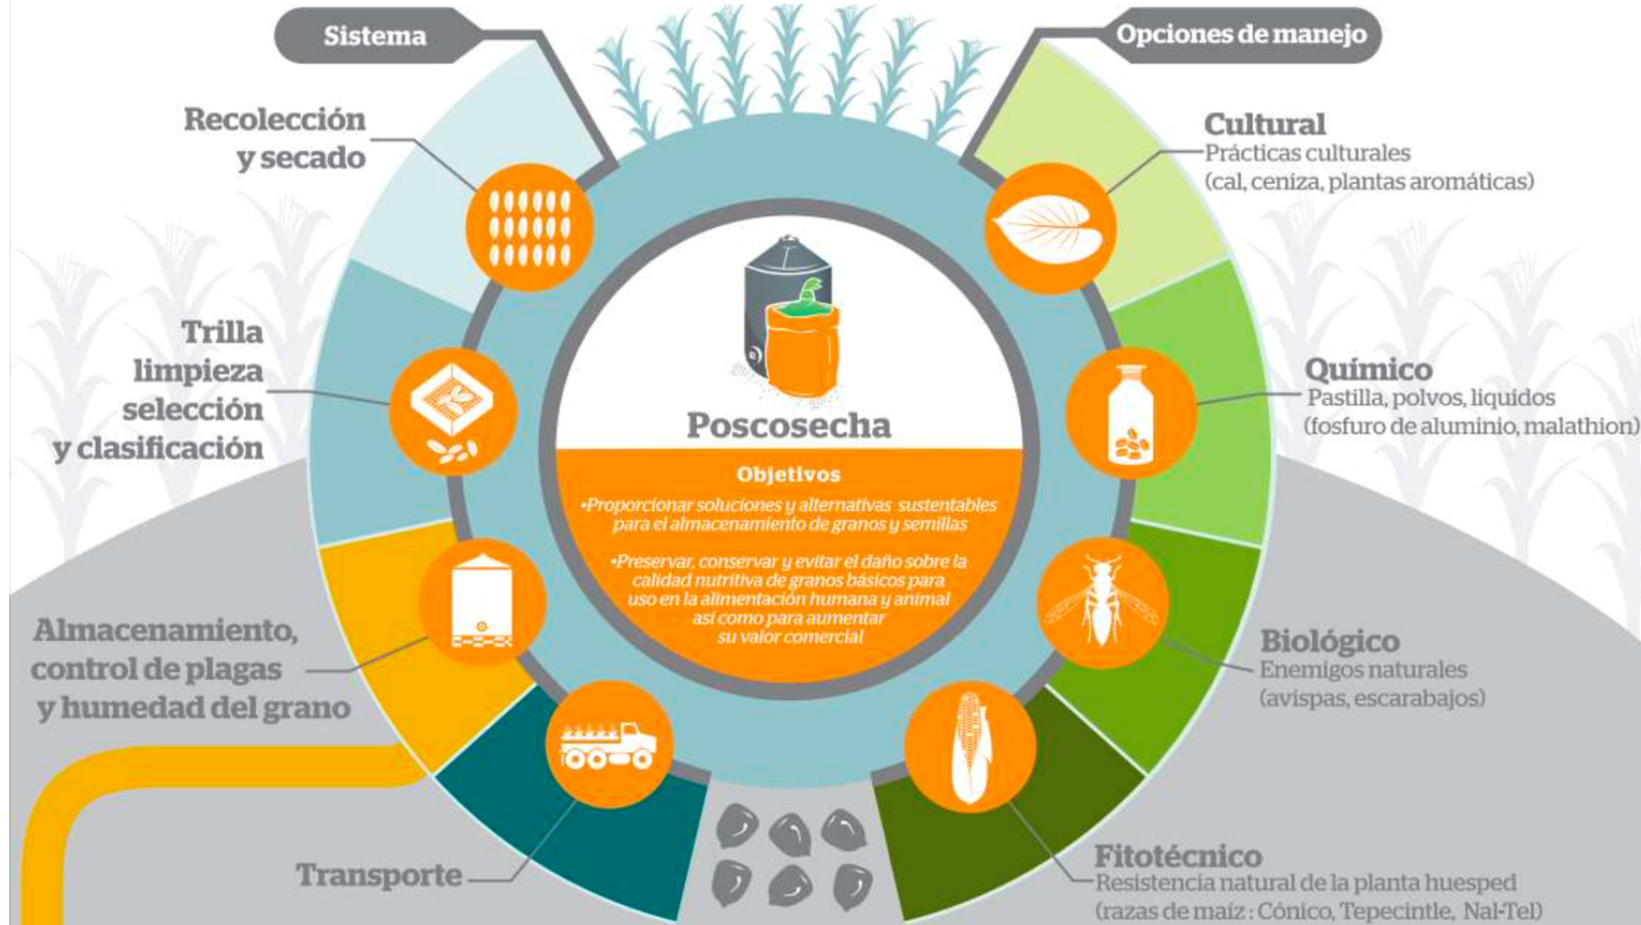 Sistema
Recolección
y secado
Trilla
limpieza
selección
y clasificación
Almacenamiento,
control de plagas
y humedad del grano
Transporte
Poscosecha
Objetivos
•Proporcionar soluciones y alternativas sustentables
para el almacenamiento de granos y semillas
•Preservar, conservar y evitar el daño sobre la
calidad nutritiva de granos básicos para
uso en la alimentación humana y animal
así como para aumentar
su valor comercial
Opciones de manejo
Cultural
Prácticas culturales
(cal, ceniza, plantas aromáticas)
Químico
Pastilla, polvos, liquidos
(fosfuro de aluminio, malathion)
Biológico
Enemigos naturales
(avispas, escarabajos)
Fitotécnico
Resistencia natural de la planta huesped
(razas de maíz : Cónico, Tepecintle, Nal-Tel)